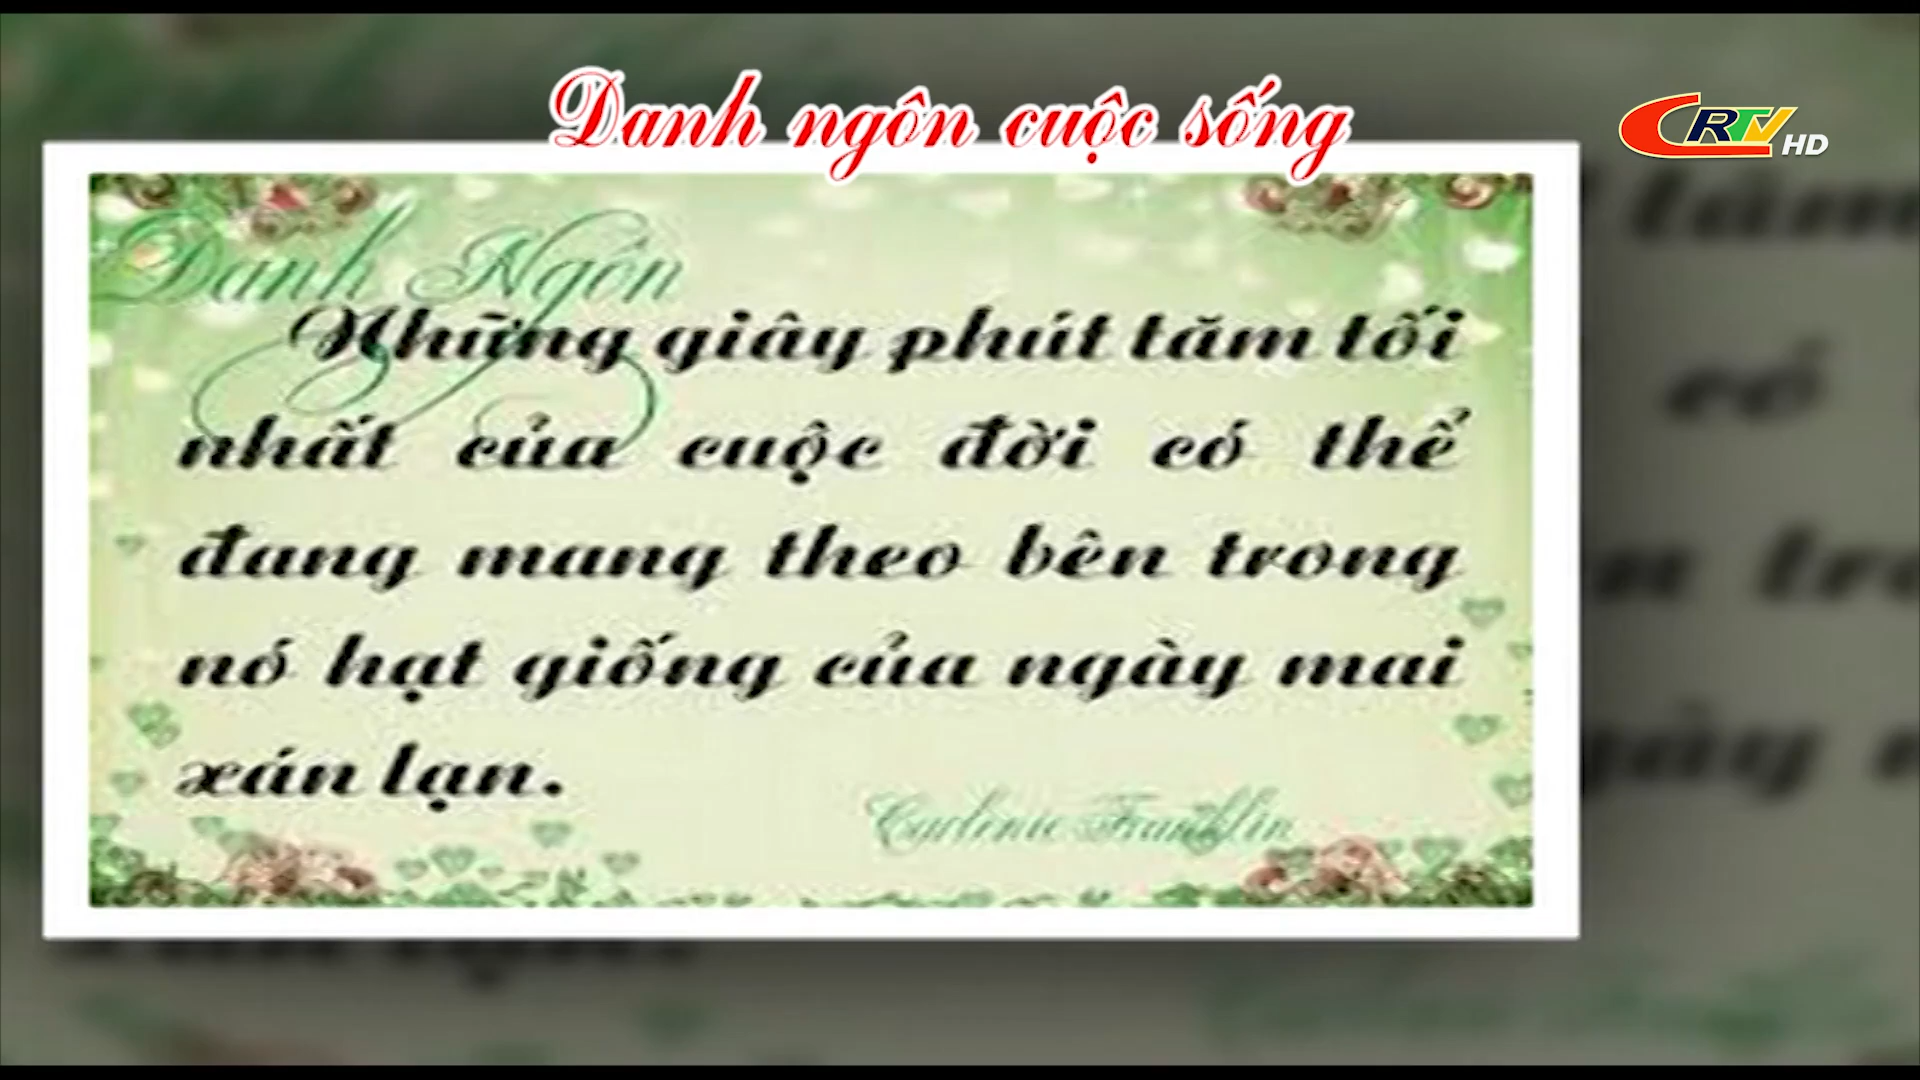 Danh ngôn cuộc sống
CRTV HD
Danh Ngôn
Những giây phút tăm tối
nhất của cuộc đời có thể
đang mang theo bên trong
nó hạt giống của ngày mai
xán lạn.
Franklin